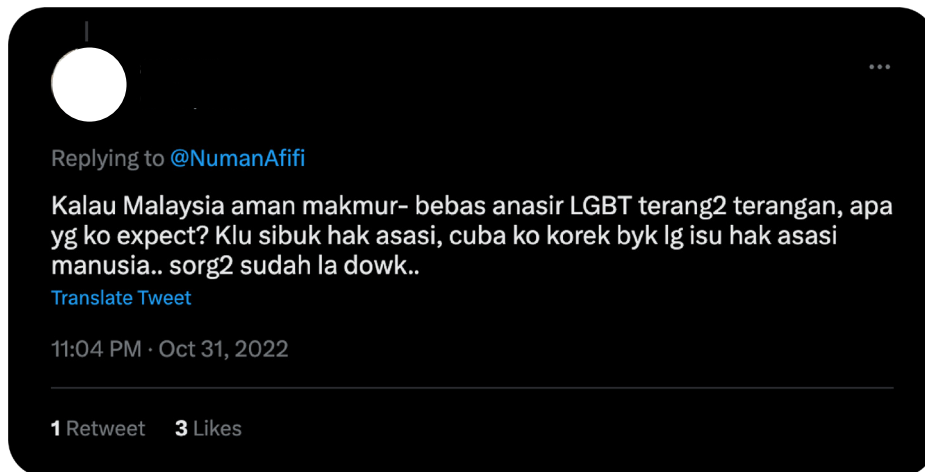 Replying to @NumanAfifi
Kalau Malaysia aman makmur- bebas anasir LGBT terang2 terangan, apa
yg ko expect? Klu sibuk hak asasi, cuba ko korek byk lg isu hak asasi
manusia.. sorg2 sudah la dowk..
Translate Tweet
11:04 PM · Oct 31, 2022
1 Retweet 3 Likes